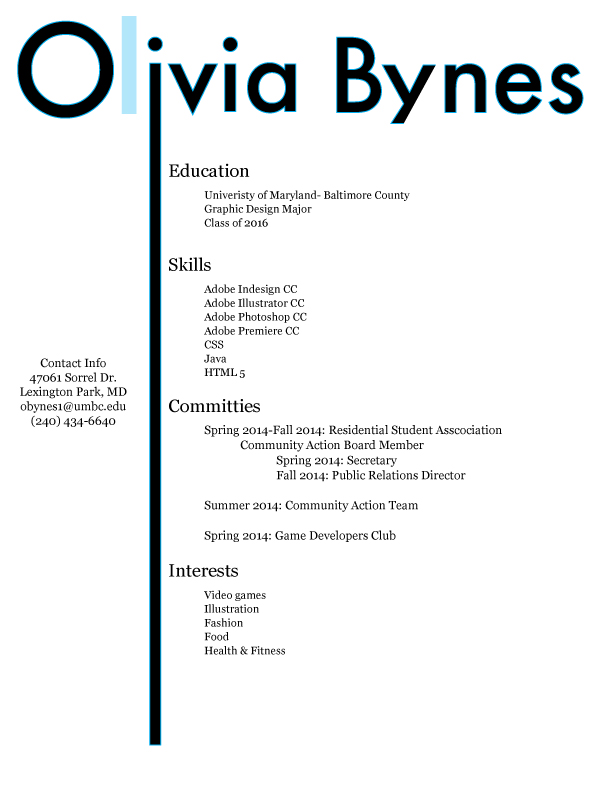 Olivia Bynes
Education
Univeristy of Maryland- Baltimore County
Graphic Design Major
Class of 2016
Skills
Adobe Indesign CC
Adobe Illustrator CC
Adobe Photoshop CC
Adobe Premiere CC
CSS
Java
HTML 5
Contact Info
47061 Sorrel Dr.
Lexington Park, MD
obynes1@umbc.edu
(240) 434-6640
Committies
Spring 2014-Fall 2014: Residential Student Asscociation
Community Action Board Member
Spring 2014: Secretary
Fall 2014: Public Relations Director
Summer 2014: Community Action Team
Spring 2014: Game Developers Club
Interests
Video games
Illustration
Fashion
Food
Health & Fitness